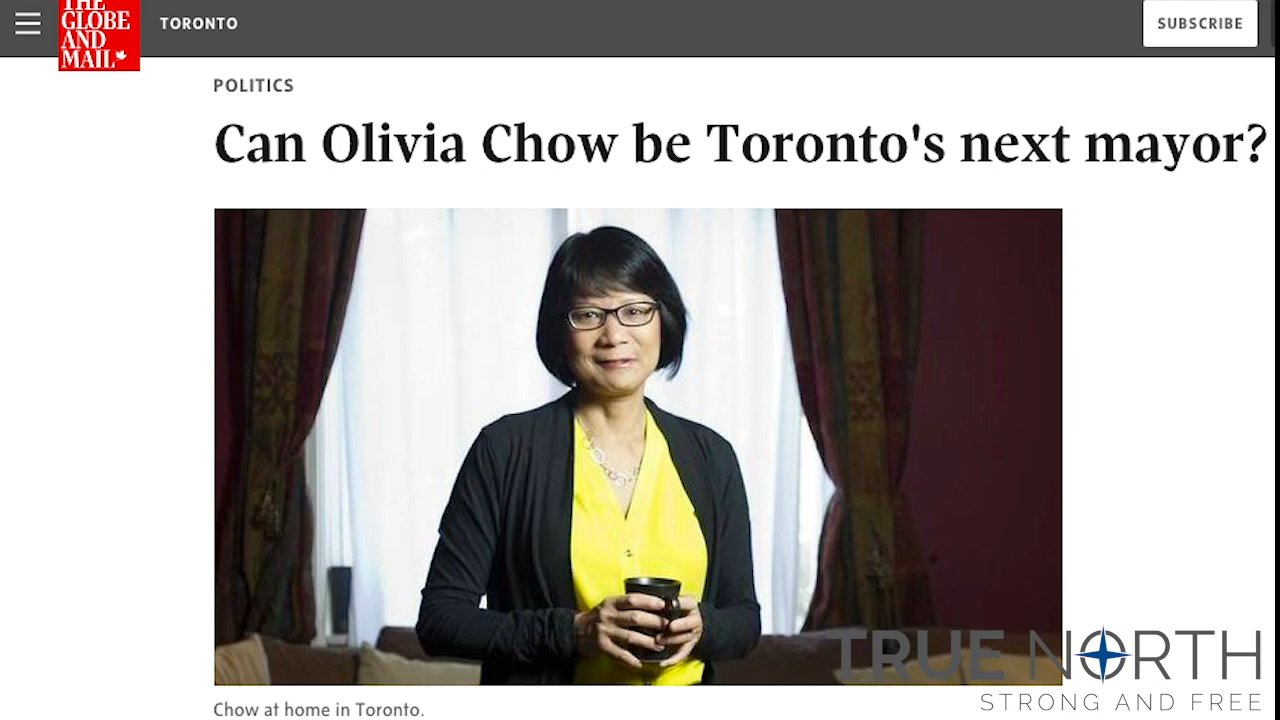 THE
GLOBE
AND
MAIL
TORONTO
SUBSCRIBE
POLITICS
Can Olivia Chow be Toronto's next mayor?
TRUE NORTH
STRONG AND FREE
Chow at home in Toronto.